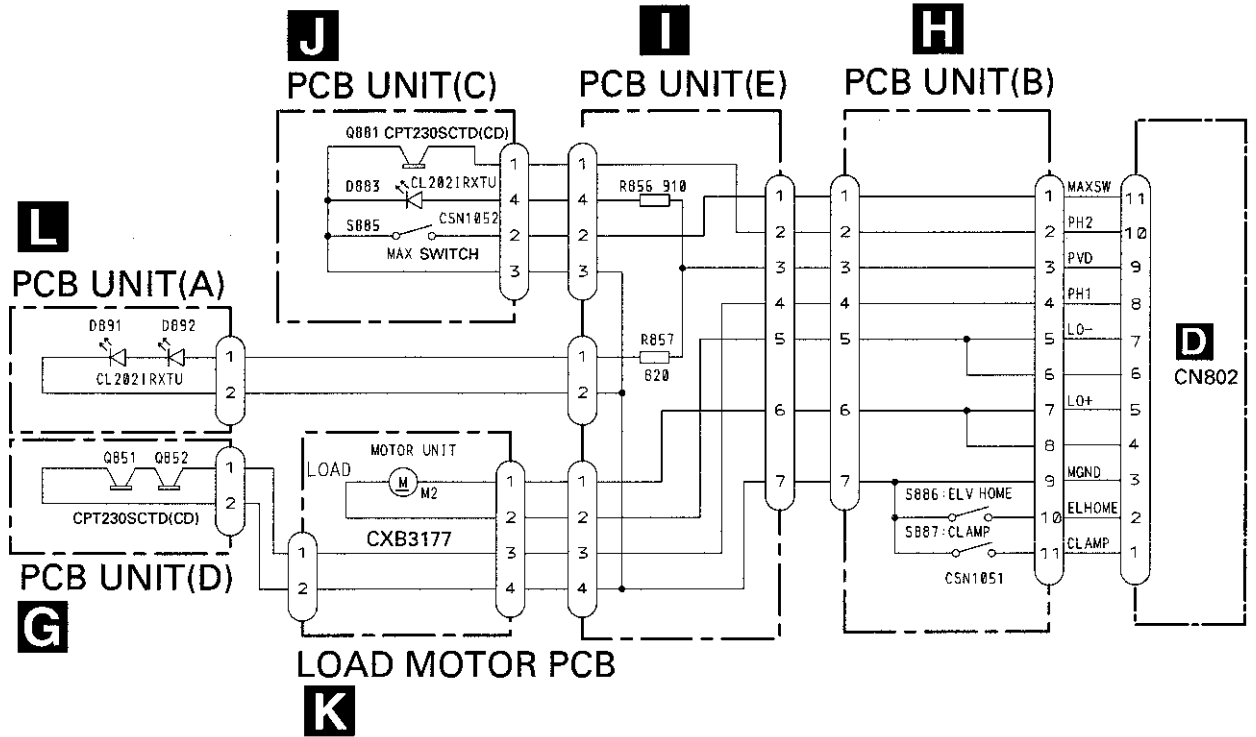 J
PCB UNIT(C)
I
PCB UNIT(E)
H
PCB UNIT(B)
Q881 CPT230SCTD(CD)
D883
CL202IRXTU
S885
CSN1052
MAX SWITCH
1
4
2
3
1
4
2
3
R856 910
1
2
3
4
5
6
7
1
2
3
4
5
6
7
1
2
3
4
5
6
7
8
9
10
11
MAXSW
PH2
PVD
PH1
LO-
LO+
MGND
ELHOME
CLAMP
11
10
9
8
7
6
5
4
3
2
1
D
CN802
S886:ELV HOME
S887:CLAMP
CSN1051
L
PCB UNIT(A)
D891
D892
CL202IRXTU
1
2
1
2
R857
820
Q851
Q852
CPT230SCTD(CD)
1
2
PCB UNIT(D)
G
MOTOR UNIT
LOAD
M
M2
CXB3177
1
2
1
2
3
4
1
2
3
4
LOAD MOTOR PCB
K